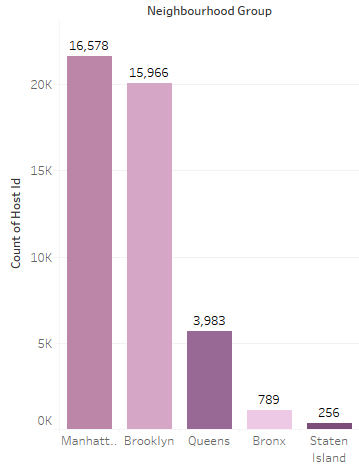 Neighbourhood Group
16,578
15,966
20K
15K
Count of Host Id
10K
3,983
5K
789
256
0K
Manhatt..
Brooklyn
Queens
Bronx
Staten
Island